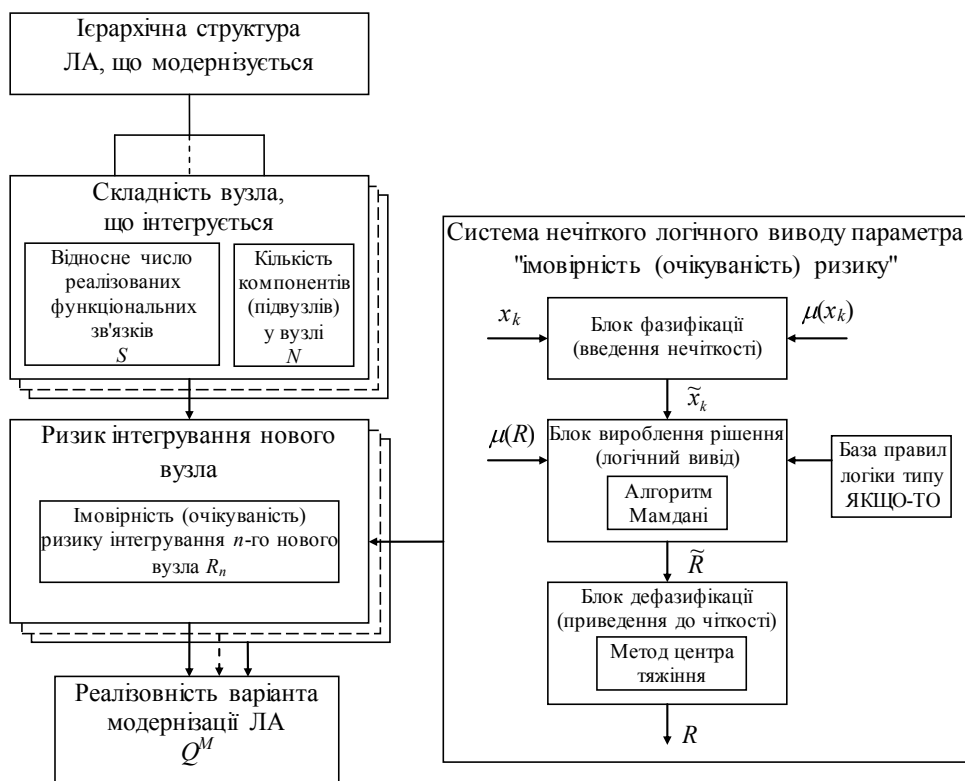 Ієрархічна структура
ЛА, що модернізується
Складність вузла,
що інтегрується
Відносне число
реалізованих
функціональних
зв'язків
S
Кількість
компонентів
(підвузлів)
у вузлі
N
Ризик інтегрування нового
вузла
Імовірність (очікуваність)
ризику інтегрування n-го нового
вузла Rₙ
Реалізовність варіанта
модернізації ЛА
Qᴹ
Система нечіткого логічного виводу параметра
"імовірність (очікуваність) ризику"
xₖ
Блок фазифікації
(введення нечіткості)
μ(xₖ)
x̃ₖ
μ(R)
Блок вироблення рішення
(логічний вивід)
Алгоритм
Мамдані
База правил
логіки типу
ЯКЩО-ТО
R̃
Блок дефазифікації
(приведення до чіткості)
Метод центра
тяжіння
R